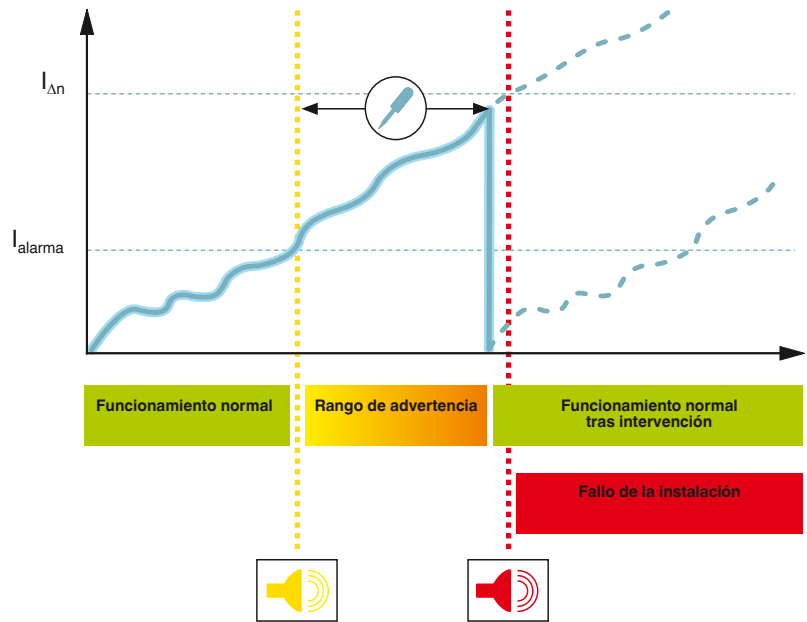 IΔn
Ialarma
Funcionamiento normal
Rango de advertencia
Funcionamiento normal
tras intervención
Fallo de la instalación